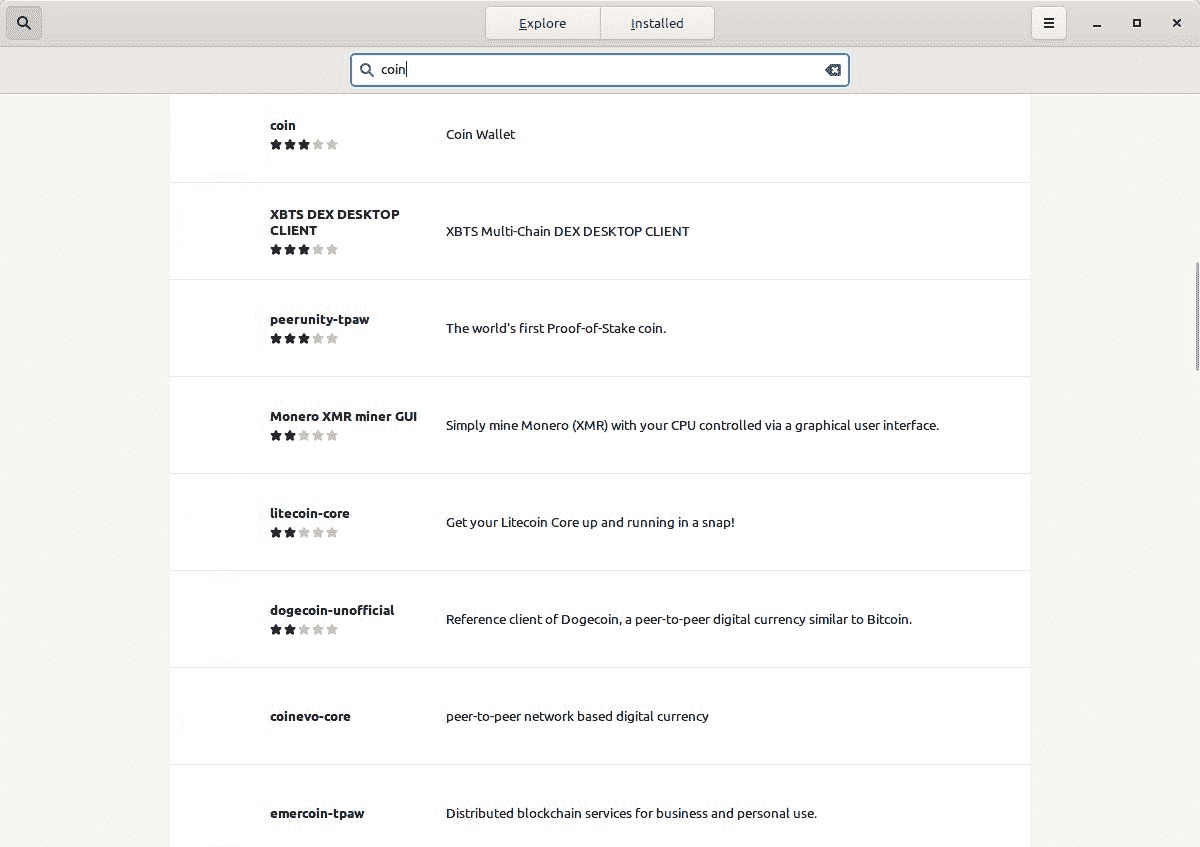 Explore Installed
coin
coin
Coin Wallet
XBTS DEX DESKTOP
CLIENT
XBTS Multi-Chain DEX DESKTOP CLIENT
peerunity-tpaw
The world's first Proof-of-Stake coin.
Monero XMR miner GUI
Simply mine Monero (XMR) with your CPU controlled via a graphical user interface.
litecoin-core
Get your Litecoin Core up and running in a snap!
dogecoin-unofficial
Reference client of Dogecoin, a peer-to-peer digital currency similar to Bitcoin.
coinevo-core
peer-to-peer network based digital currency
emercoin-tpaw
Distributed blockchain services for business and personal use.